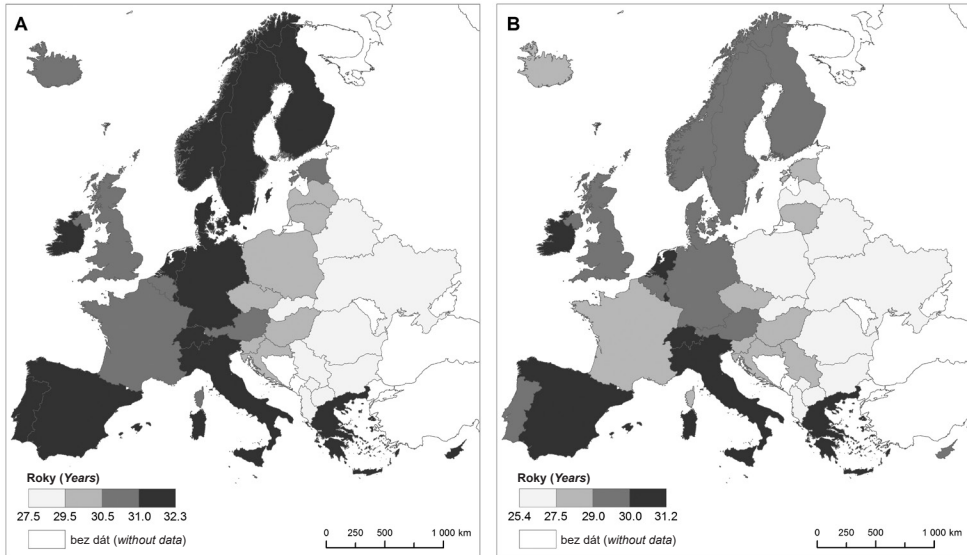 A
Roky (Years)
27.5 29.5 30.5 31.0 32.3
bez dát (without data)
0 250 500 1 000 km
B
Roky (Years)
25.4 27.5 29.0 30.0 31.2
bez dát (without data)
0 250 500 1 000 km